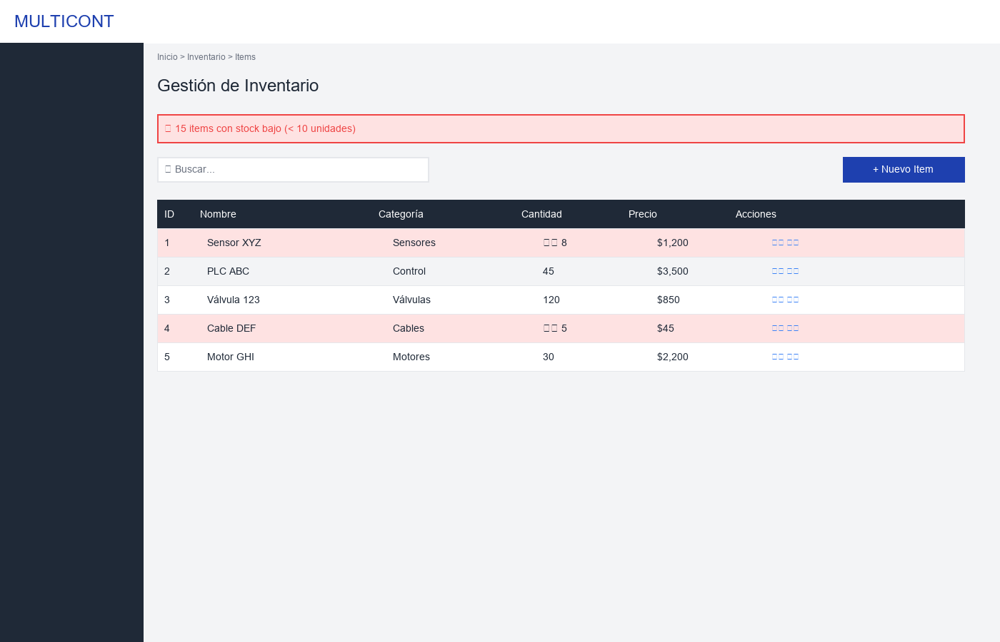 MULTICONT
Inicio > Inventario > Items
Gestión de Inventario
15 items con stock bajo (< 10 unidades)
Buscar...
+ Nuevo Item
ID Nombre Categoría Cantidad Precio Acciones
1 Sensor XYZ Sensores 8 $1,200
2 PLC ABC Control 45 $3,500
3 Válvula 123 Válvulas 120 $850
4 Cable DEF Cables 5 $45
5 Motor GHI Motores 30 $2,200